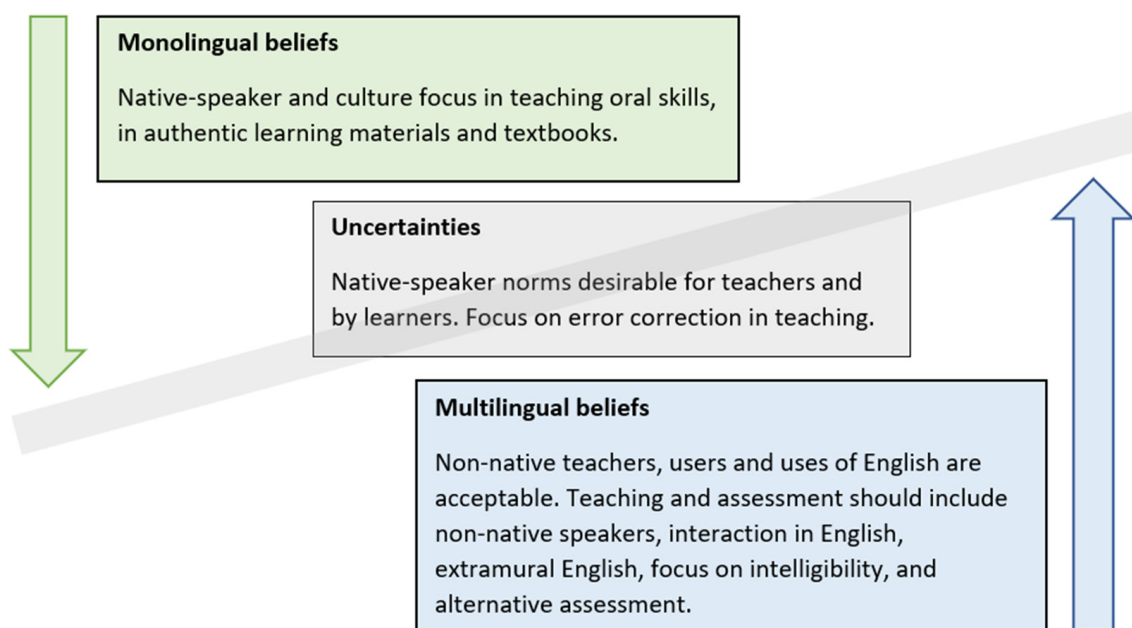 Monolingual beliefs
Native-speaker and culture focus in teaching oral skills,
in authentic learning materials and textbooks.
Uncertainties
Native-speaker norms desirable for teachers and
by learners. Focus on error correction in teaching.
Multilingual beliefs
Non-native teachers, users and uses of English are
acceptable. Teaching and assessment should include
non-native speakers, interaction in English,
extramural English, focus on intelligibility, and
alternative assessment.